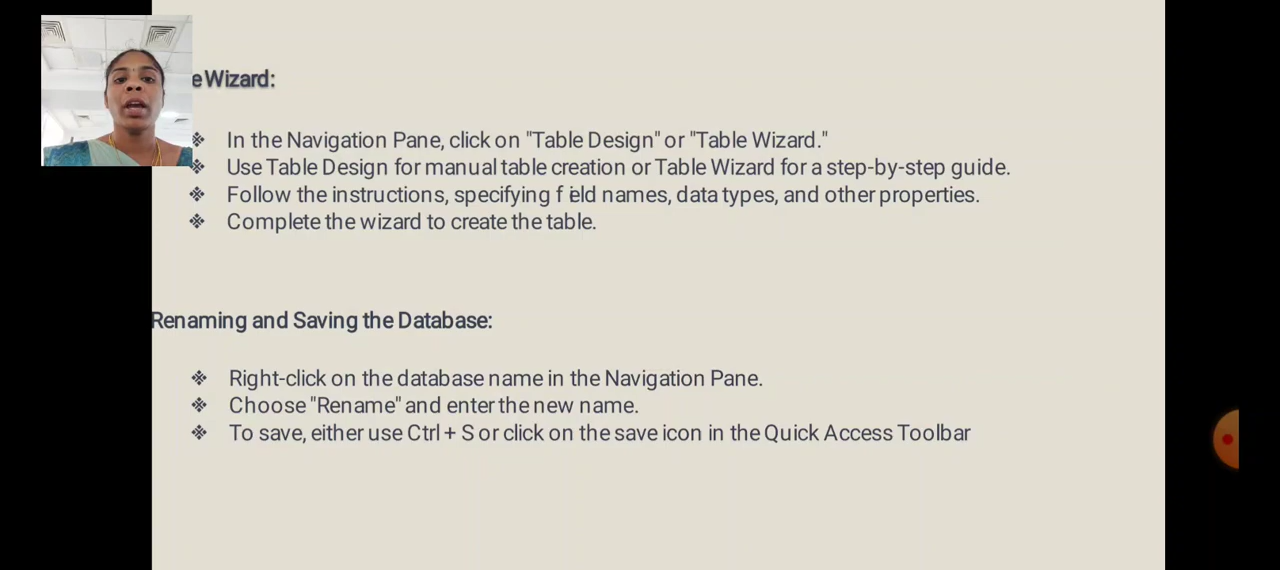 e Wizard:
❖ In the Navigation Pane, click on "Table Design" or "Table Wizard."
❖ Use Table Design for manual table creation or Table Wizard for a step-by-step guide.
❖ Follow the instructions, specifying field names, data types, and other properties.
❖ Complete the wizard to create the table.
Renaming and Saving the Database:
❖ Right-click on the database name in the Navigation Pane.
❖ Choose "Rename" and enter the new name.
❖ To save, either use Ctrl + S or click on the save icon in the Quick Access Toolbar